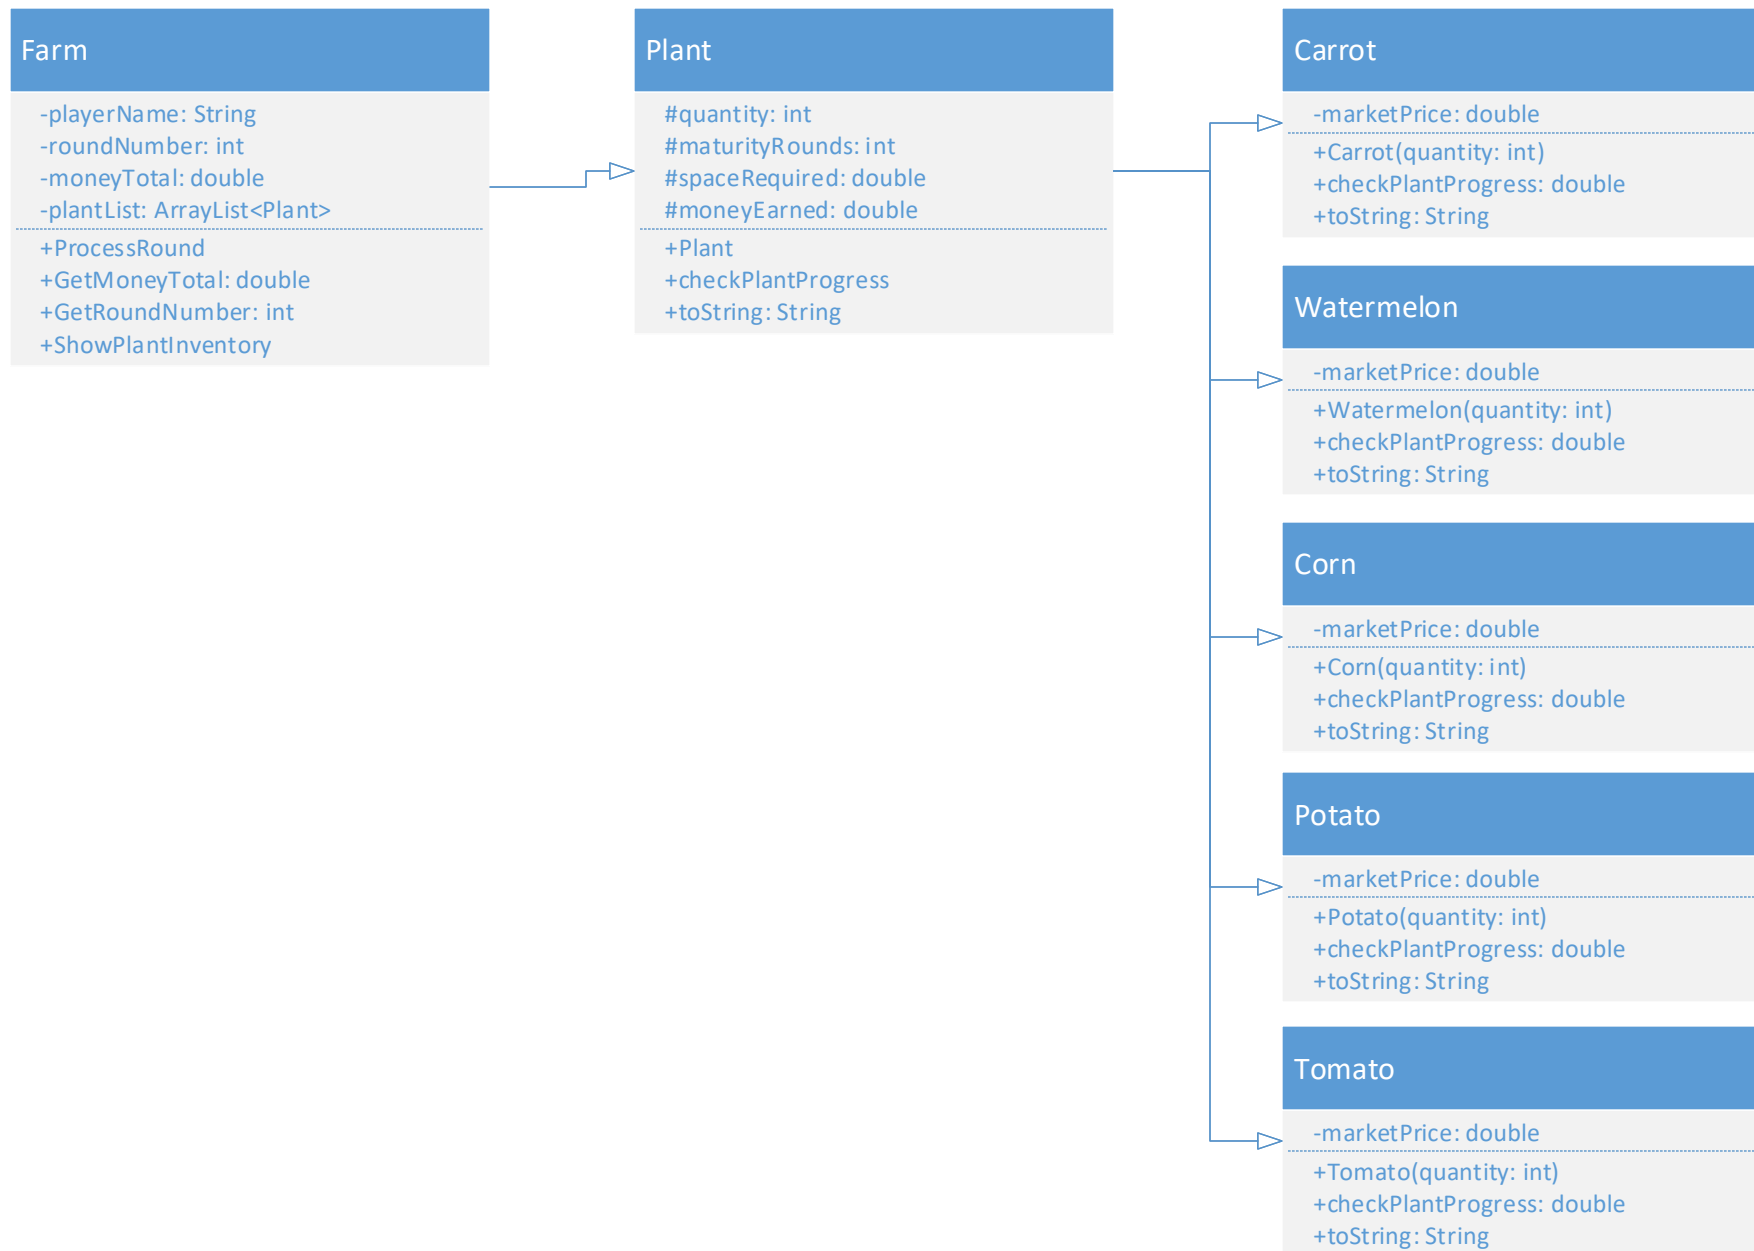 Farm
-playerName: String
-roundNumber: int
-moneyTotal: double
-plantList: ArrayList<Plant>
+ProcessRound
+GetMoneyTotal: double
+GetRoundNumber: int
+ShowPlantInventory
Plant
#quantity: int
#maturityRounds: int
#spaceRequired: double
#moneyEarned: double
+Plant
+checkPlantProgress
+toString: String
Carrot
-marketPrice: double
+Carrot(quantity: int)
+checkPlantProgress: double
+toString: String
Watermelon
-marketPrice: double
+Watermelon(quantity: int)
+checkPlantProgress: double
+toString: String
Corn
-marketPrice: double
+Corn(quantity: int)
+checkPlantProgress: double
+toString: String
Potato
-marketPrice: double
+Potato(quantity: int)
+checkPlantProgress: double
+toString: String
Tomato
-marketPrice: double
+Tomato(quantity: int)
+checkPlantProgress: double
+toString: String